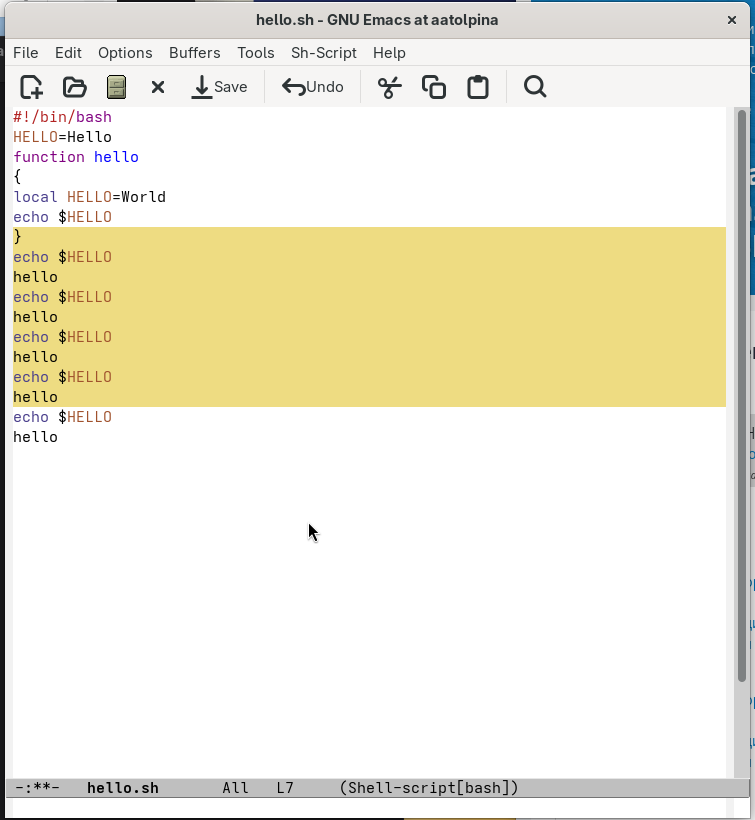 hello.sh - GNU Emacs at aatolpina
File Edit Options Buffers Tools Sh-Script Help
Save Undo
#!/bin/bash
HELLO=Hello
function hello
{
local HELLO=World
echo $HELLO
}
echo $HELLO
hello
echo $HELLO
hello
echo $HELLO
hello
echo $HELLO
hello
echo $HELLO
hello
-:**- hello.sh All L7 (Shell-script[bash])